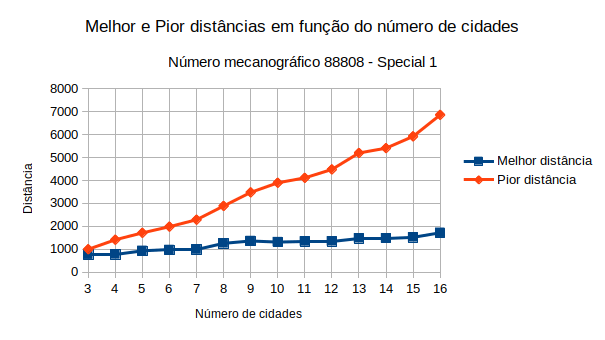 Melhor e Pior distâncias em função do número de cidades
Número mecanográfico 88808 - Special 1
8000
7000
6000
5000
4000
3000
2000
1000
0
Distância
3 4 5 6 7 8 9 10 11 12 13 14 15 16
Número de cidades
Melhor distância
Pior distância